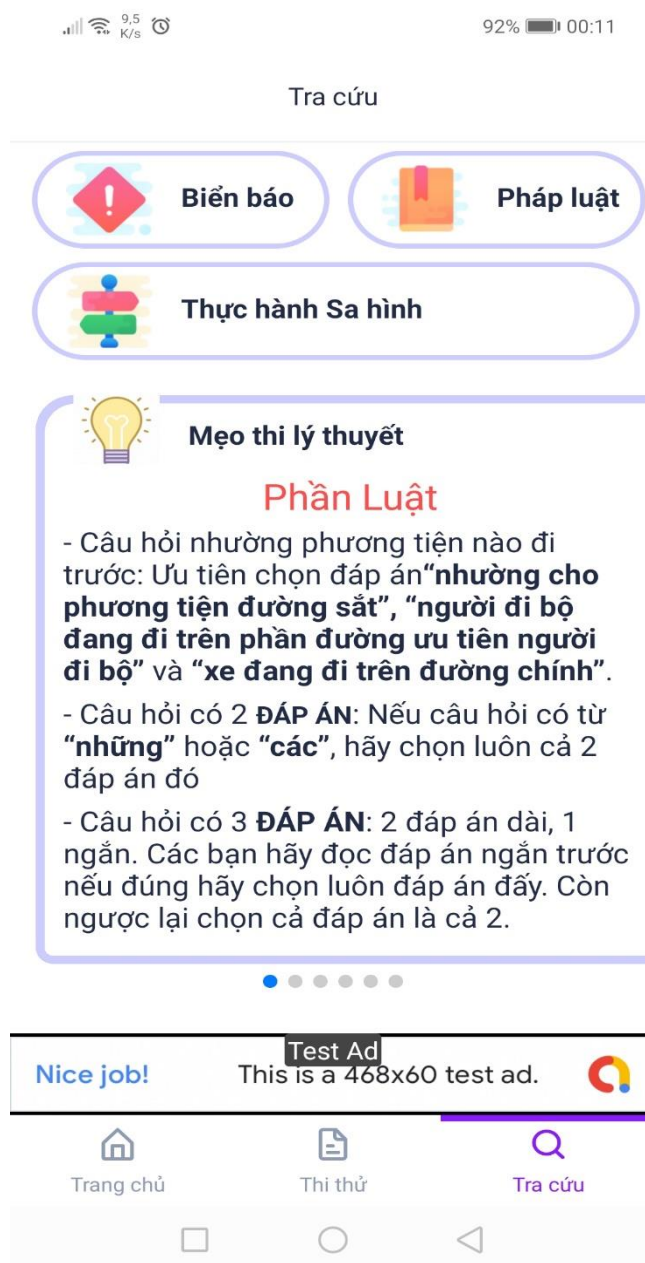 9,5
K/s
92%
00:11
Tra cứu
Biển báo
Pháp luật
Thực hành Sa hình
Mẹo thi lý thuyết
Phần Luật
- Câu hỏi nhường phương tiện nào đi
trước: Ưu tiên chọn đáp án“nhường cho
phương tiện đường sắt”, “người đi bộ
đang đi trên phần đường ưu tiên người
đi bộ” và “xe đang đi trên đường chính”.
- Câu hỏi có 2 ĐÁP ÁN: Nếu câu hỏi có từ
“những” hoặc “các”, hãy chọn luôn cả 2
đáp án đó
- Câu hỏi có 3 ĐÁP ÁN: 2 đáp án dài, 1
ngắn. Các bạn hãy đọc đáp án ngắn trước
nếu đúng hãy chọn luôn đáp án đấy. Còn
ngược lại chọn cả đáp án là cả 2.
Test Ad
Nice job!
This is a 468x60 test ad.
Trang chủ
Thi thử
Tra cứu